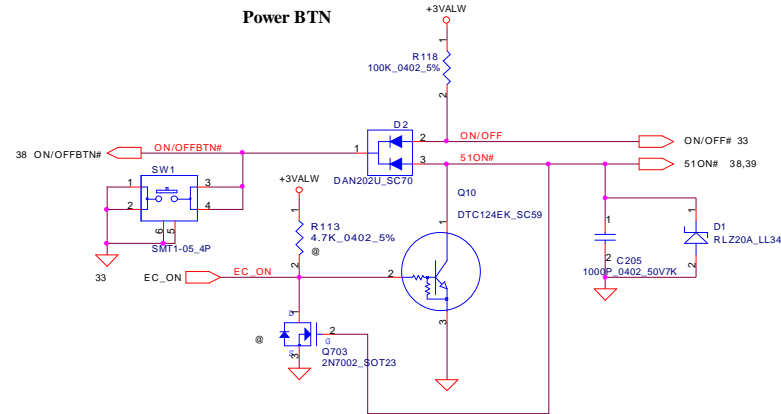 Power BTN
+3VALW
1
R118
100K_0402_5%
2
D2
ON/OFFBTN#
38 ON/OFFBTN#
1
2
ON/OFF
ON/OFF# 33
3
51ON#
51ON# 38,39
DAN202U_SC70
SW1
1
3
2
4
6
5
SMT1-05_4P
+3VALW
1
R113
4.7K_0402_5%
@
2
Q10
DTC124EK_SC59
1
1
1
D1
RLZ20A_LL34
2
C205
1000P_0402_50V7K
2
33
EC_ON
EC_ON
2
3
1
D
@
2
G
S
3
Q703
2N7002_SOT23